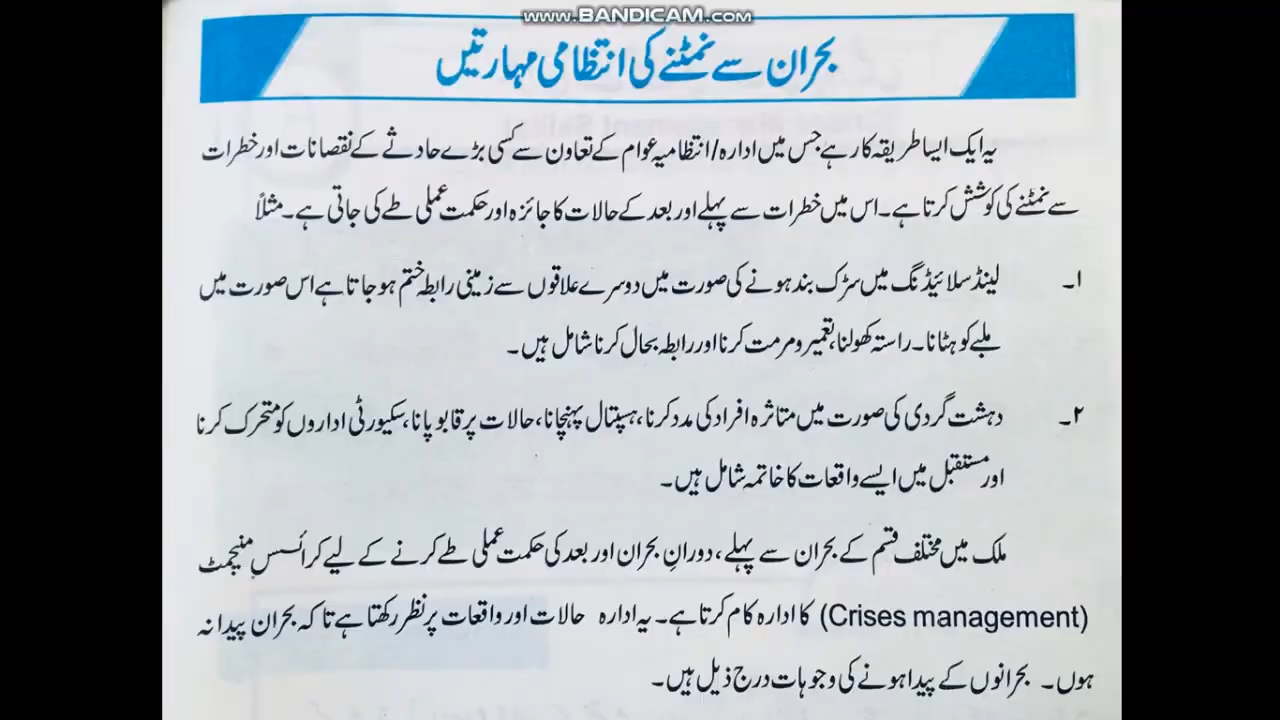 www.BANDICAM.com
بحران سے نمٹنے کی انتظامی مہارتیں
یہ ایک ایسا طریقہ کار ہے جس میں ادارہ/انتظامیہ عوام کے تعاون سے کسی بڑے حادثے کے نقصانات اور خطرات
سے نمٹنے کی کوشش کرتا ہے۔ اس میں خطرات سے پہلے اور بعد کے حالات کا جائزہ اور حکمت عملی طے کی جاتی ہے۔ مثلاً
۱۔ لینڈ سلائیڈنگ میں سڑک بند ہونے کی صورت میں دوسرے علاقوں سے زمینی رابطہ ختم ہو جاتا ہے اس صورت میں
ملبے کو ہٹانا۔ راستہ کھولنا، تعمیر و مرمت کرنا اور رابطہ بحال کرنا شامل ہیں۔
۲۔ دہشت گردی کی صورت میں متاثرہ افراد کی مدد کرنا، ہسپتال پہنچانا، حالات پر قابو پانا، سکیورٹی اداروں کو متحرک کرنا
اور مستقبل میں ایسے واقعات کا خاتمہ شامل ہیں۔
ملک میں مختلف قسم کے بحران سے پہلے، دورانِ بحران اور بعد کی حکمت عملی طے کرنے کے لیے کرائسسِ منیجمٹ
(Crises management) کا ادارہ کام کرتا ہے۔ یہ ادارہ حالات اور واقعات پر نظر رکھتا ہے تاکہ بحران پیدا نہ
ہوں۔ بحرانوں کے پیدا ہونے کی وجوہات درج ذیل ہیں۔